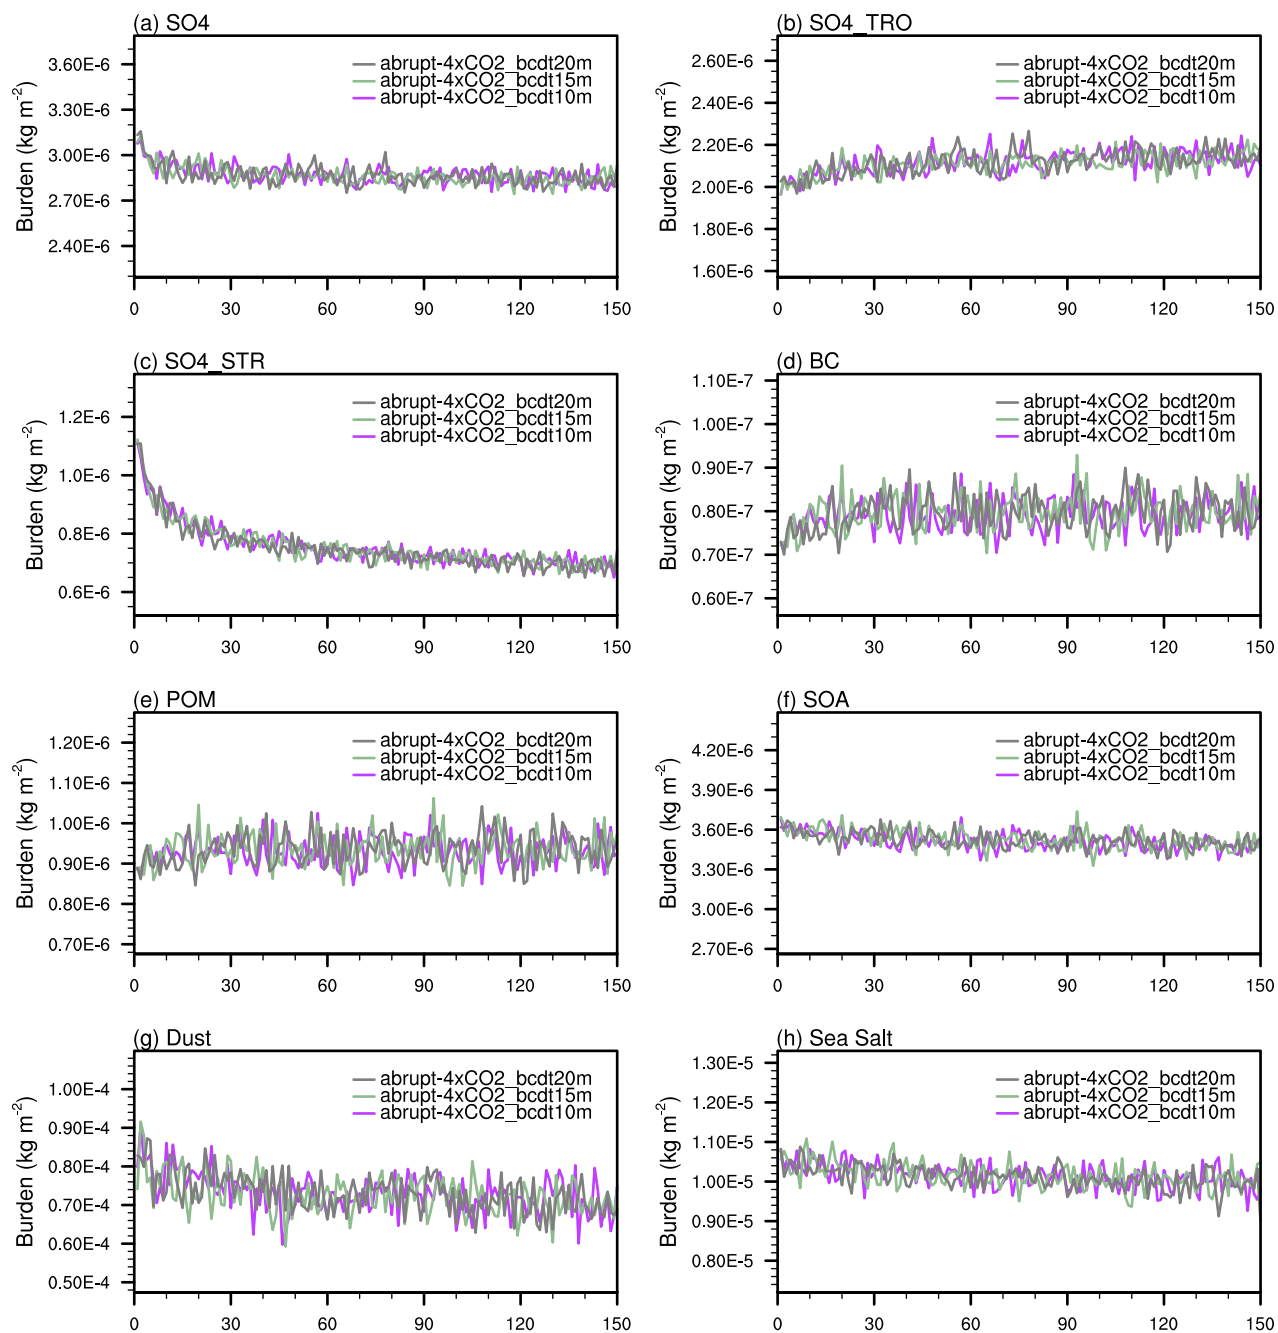 (a) SO4
Burden (kg m-2)
3.60E-6
3.30E-6
3.00E-6
2.70E-6
2.40E-6
abrupt-4xCO2_bcdt20m
abrupt-4xCO2_bcdt15m
abrupt-4xCO2_bcdt10m
0 30 60 90 120 150
(b) SO4_TRO
Burden (kg m-2)
2.60E-6
2.40E-6
2.20E-6
2.00E-6
1.80E-6
1.60E-6
abrupt-4xCO2_bcdt20m
abrupt-4xCO2_bcdt15m
abrupt-4xCO2_bcdt10m
0 30 60 90 120 150
(c) SO4_STR
Burden (kg m-2)
1.2E-6
1.0E-6
0.8E-6
0.6E-6
abrupt-4xCO2_bcdt20m
abrupt-4xCO2_bcdt15m
abrupt-4xCO2_bcdt10m
0 30 60 90 120 150
(d) BC
Burden (kg m-2)
1.10E-7
1.00E-7
0.90E-7
0.80E-7
0.70E-7
0.60E-7
abrupt-4xCO2_bcdt20m
abrupt-4xCO2_bcdt15m
abrupt-4xCO2_bcdt10m
0 30 60 90 120 150
(e) POM
Burden (kg m-2)
1.20E-6
1.10E-6
1.00E-6
0.90E-6
0.80E-6
0.70E-6
abrupt-4xCO2_bcdt20m
abrupt-4xCO2_bcdt15m
abrupt-4xCO2_bcdt10m
0 30 60 90 120 150
(f) SOA
Burden (kg m-2)
4.20E-6
3.90E-6
3.60E-6
3.30E-6
3.00E-6
2.70E-6
abrupt-4xCO2_bcdt20m
abrupt-4xCO2_bcdt15m
abrupt-4xCO2_bcdt10m
0 30 60 90 120 150
(g) Dust
Burden (kg m-2)
1.00E-4
0.90E-4
0.80E-4
0.70E-4
0.60E-4
0.50E-4
abrupt-4xCO2_bcdt20m
abrupt-4xCO2_bcdt15m
abrupt-4xCO2_bcdt10m
0 30 60 90 120 150
(h) Sea Salt
Burden (kg m-2)
1.30E-5
1.20E-5
1.10E-5
1.00E-5
0.90E-5
0.80E-5
abrupt-4xCO2_bcdt20m
abrupt-4xCO2_bcdt15m
abrupt-4xCO2_bcdt10m
0 30 60 90 120 150